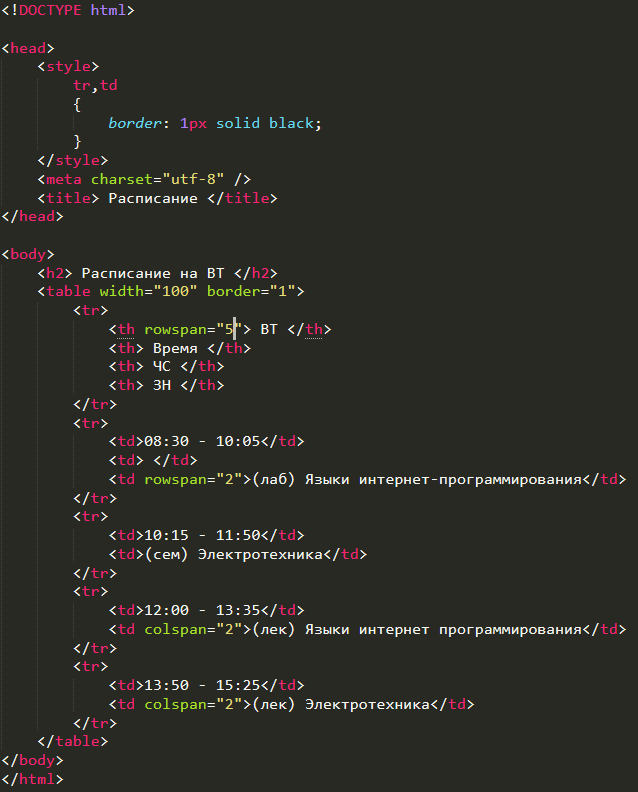 <!DOCTYPE html>
<head>
<style>
tr,td
{
border: 1px solid black;
}
</style>
<meta charset="utf-8" />
<title> Расписание </title>
</head>
<body>
<h2> Расписание на ВТ </h2>
<table width="100" border="1">
<tr>
<th rowspan="5"> ВТ </th>
<th> Время </th>
<th> ЧС </th>
<th> ЗН </th>
</tr>
<tr>
<td>08:30 - 10:05</td>
<td> </td>
<td rowspan="2">(лаб) Языки интернет-программирования</td>
</tr>
<tr>
<td>10:15 - 11:50</td>
<td>(сем) Электротехника</td>
</tr>
<tr>
<td>12:00 - 13:35</td>
<td colspan="2">(лек) Языки интернет программирования</td>
</tr>
<tr>
<td>13:50 - 15:25</td>
<td colspan="2">(лек) Электротехника</td>
</tr>
</table>
</body>
</html>